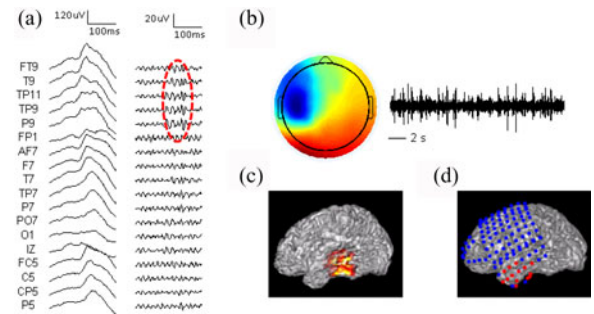 (a)
120uV
100ms
20uV
100ms
FT9
T9
TP11
TP9
P9
FP1
AF7
F7
T7
TP7
P7
PO7
O1
IZ
FC5
C5
CP5
P5
(b)
2 s
(c)
(d)